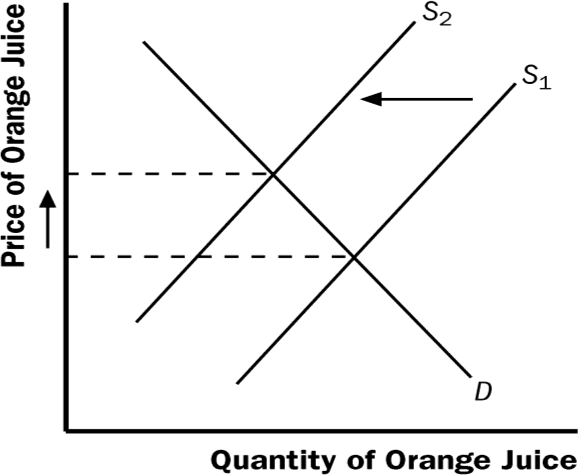 Price of Orange Juice
S2
S1
D
Quantity of Orange Juice